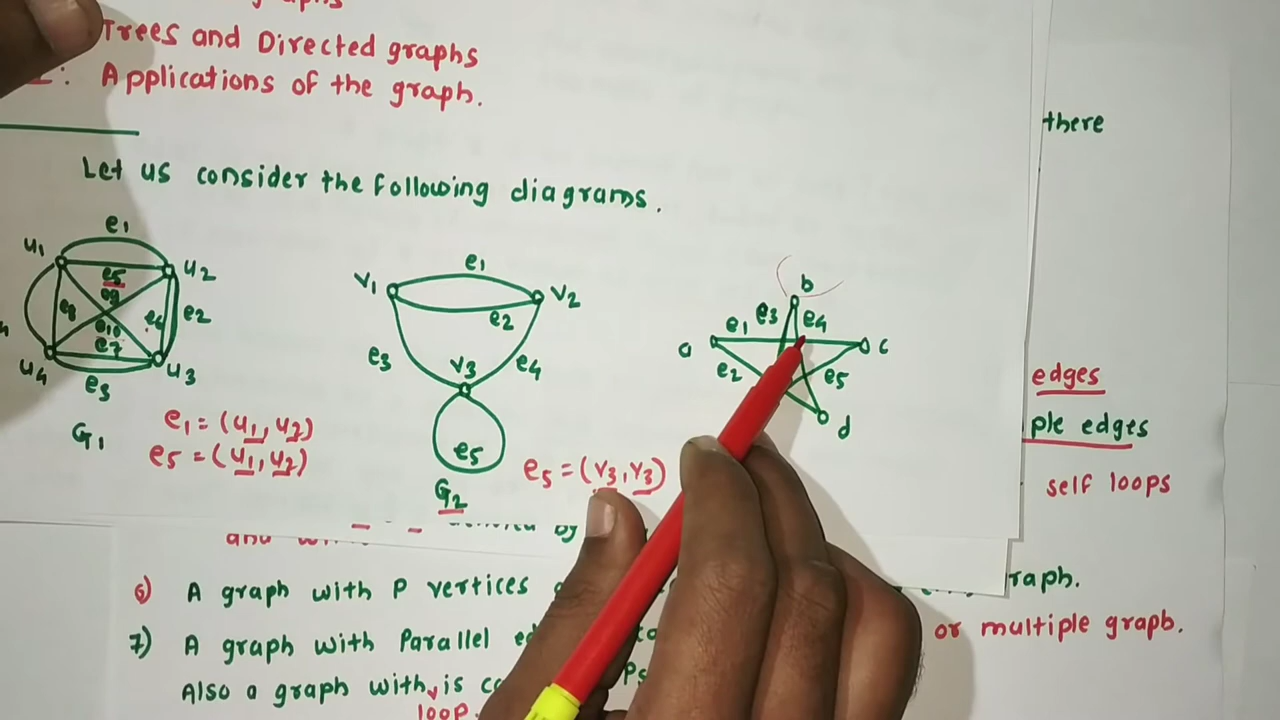 Trees and Directed graphs
Applications of the graph.
there
Let us consider the following diagrams.
e1
u1 u2
e5
e9
e8 e6 e2
e10
e7
u4 u3
e3
G1
e1 = (u1, u2)
e5 = (u1, u2)
e1
v1 v2
e2
e3 v3 e4
e5
G2
e5 = (v3, v3)
b
e3 e4
e1
a c
e2 e5
d
edges
ple edges
self loops
by
6) A graph with P vertices
raph.
7) A graph with Parallel
or multiple graph.
Also a graph with is
loop.